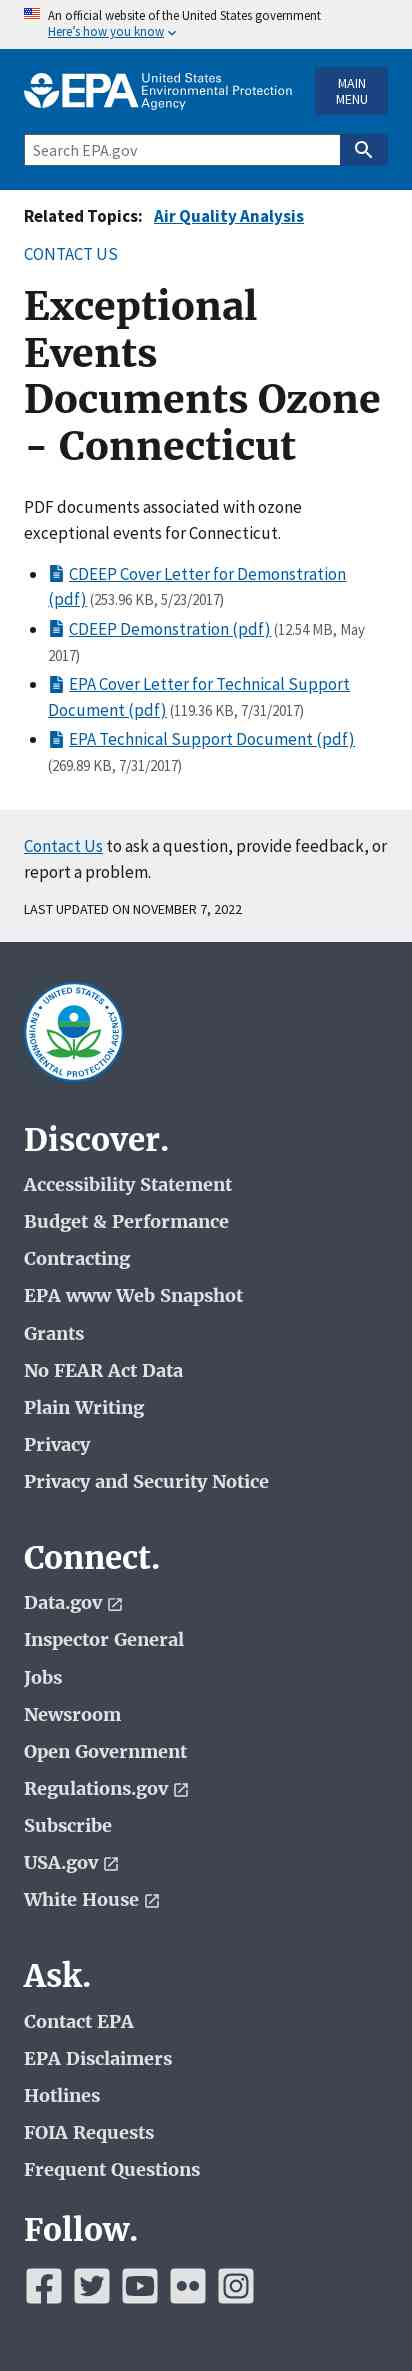 An official website of the United States government
Here's how you know
EPA United States
Environmental Protection
Agency
MAIN
MENU
Search EPA.gov
Related Topics: Air Quality Analysis
CONTACT US
Exceptional
Events
Documents Ozone
- Connecticut
PDF documents associated with ozone
exceptional events for Connecticut.
CDEEP Cover Letter for Demonstration
(pdf) (253.96 KB, 5/23/2017)
CDEEP Demonstration (pdf) (12.54 MB, May
2017)
EPA Cover Letter for Technical Support
Document (pdf) (119.36 KB, 7/31/2017)
EPA Technical Support Document (pdf)
(269.89 KB, 7/31/2017)
Contact Us to ask a question, provide feedback, or
report a problem.
LAST UPDATED ON NOVEMBER 7, 2022
UNITED STATES
ENVIRONMENTAL PROTECTION AGENCY
Discover.
Accessibility Statement
Budget & Performance
Contracting
EPA www Web Snapshot
Grants
No FEAR Act Data
Plain Writing
Privacy
Privacy and Security Notice
Connect.
Data.gov
Inspector General
Jobs
Newsroom
Open Government
Regulations.gov
Subscribe
USA.gov
White House
Ask.
Contact EPA
EPA Disclaimers
Hotlines
FOIA Requests
Frequent Questions
Follow.